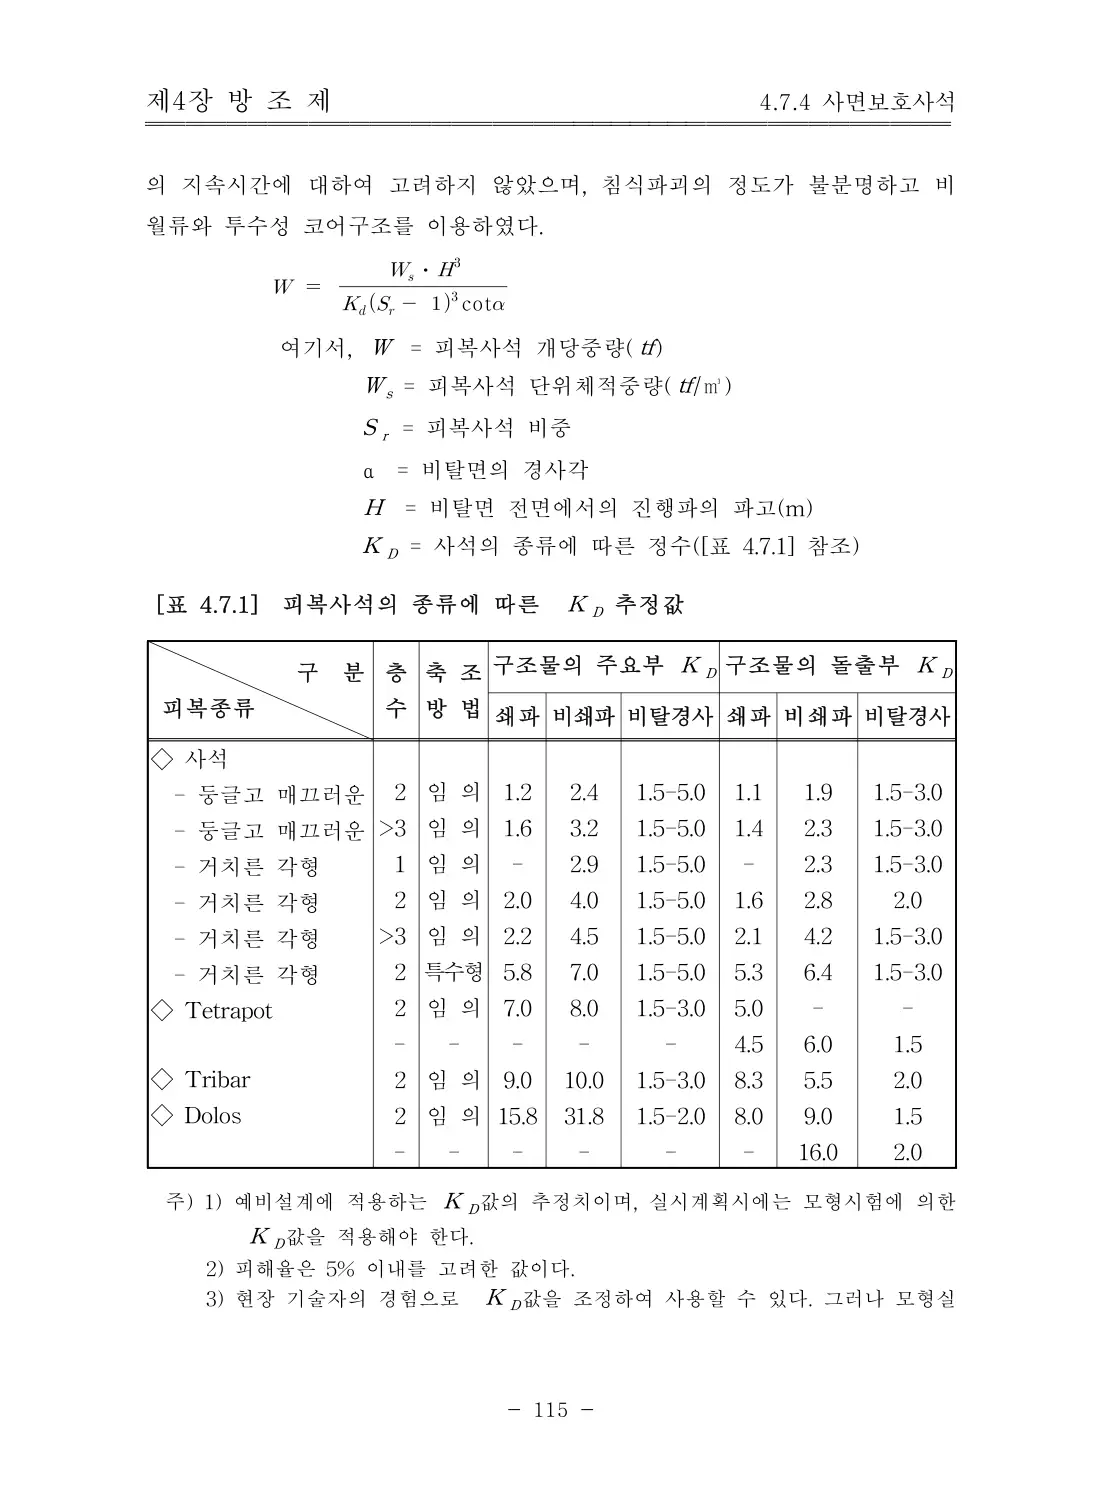 제4장 방 조 제 4.7.4 사면보호사석
의 지속시간에 대하여 고려하지 않았으며, 침식파괴의 정도가 불분명하고 비
월류와 투수성 코어구조를 이용하였다.
W = Ws · H³ / Kd(Sr - 1)³cotα
여기서, W = 피복사석 개당중량(tf)
Ws = 피복사석 단위체적중량(tf/㎥)
Sr = 피복사석 비중
α = 비탈면의 경사각
H = 비탈면 전면에서의 진행파의 파고(m)
KD = 사석의 종류에 따른 정수([표 4.7.1] 참조)
[표 4.7.1] 피복사석의 종류에 따른 KD 추정값
구 분 층 축 조 구조물의 주요부 KD 구조물의 돌출부 KD
피복종류 수 방 법 쇄파 비쇄파 비탈경사 쇄파 비쇄파 비탈경사
◇ 사석
- 둥글고 매끄러운 2 임 의 1.2 2.4 1.5-5.0 1.1 1.9 1.5-3.0
- 둥글고 매끄러운 >3 임 의 1.6 3.2 1.5-5.0 1.4 2.3 1.5-3.0
- 거치른 각형 1 임 의 - 2.9 1.5-5.0 - 2.3 1.5-3.0
- 거치른 각형 2 임 의 2.0 4.0 1.5-5.0 1.6 2.8 2.0
- 거치른 각형 >3 임 의 2.2 4.5 1.5-5.0 2.1 4.2 1.5-3.0
- 거치른 각형 2 특수형 5.8 7.0 1.5-5.0 5.3 6.4 1.5-3.0
◇ Tetrapot 2 임 의 7.0 8.0 1.5-3.0 5.0 - -
- - - - - 4.5 6.0 1.5
◇ Tribar 2 임 의 9.0 10.0 1.5-3.0 8.3 5.5 2.0
◇ Dolos 2 임 의 15.8 31.8 1.5-2.0 8.0 9.0 1.5
- - - - - - 16.0 2.0
주) 1) 예비설계에 적용하는 KD값의 추정치이며, 실시계획시에는 모형시험에 의한
KD값을 적용해야 한다.
2) 피해율은 5% 이내를 고려한 값이다.
3) 현장 기술자의 경험으로 KD값을 조정하여 사용할 수 있다. 그러나 모형실
- 115 -